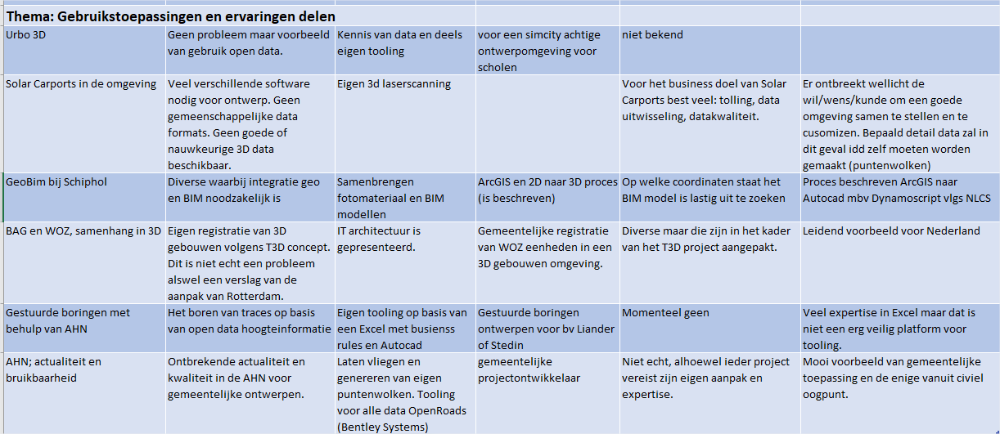 Thema: Gebruikstoepassingen en ervaringen delen
Urbo 3D
Geen probleem maar voorbeeld
van gebruik open data.
Kennis van data en deels
eigen tooling
voor een simcity achtige
ontwerpomgeving voor
scholen
niet bekend
Solar Carports in de omgeving
Veel verschillende software
nodig voor ontwerp. Geen
gemeenschappelijke data
formats. Geen goede of
nauwkeurige 3D data
beschikbaar.
Eigen 3d laserscanning
Voor het business doel van Solar
Carports best veel: tolling, data
uitwisseling, datakwaliteit.
Er ontbreekt wellicht de
wil/wens/kunde om een goede
omgeving samen te stellen en te
cusomizen. Bepaald detail data zal in
dit geval idd zelf moeten worden
gemaakt (puntenwolken)
GeoBim bij Schiphol
Diverse waarbij integratie geo
en BIM noodzakelijk is
Samenbrengen
fotomateriaal en BIM
modellen
ArcGIS en 2D naar 3D proces
(is beschreven)
Op welke coordinaten staat het
BIM model is lastig uit te zoeken
Proces beschreven ArcGIS naar
Autocad mbv Dynamoscript vlgs NLCS
BAG en WOZ, samenhang in 3D
Eigen registratie van 3D
gebouwen volgens T3D concept.
Dit is niet echt een probleem
alswel een verslag van de
aanpak van Rotterdam.
IT architectuur is
gepresenteerd.
Gemeentelijke registratie
van WOZ eenheden in een
3D gebouwen omgeving.
Diverse maar die zijn in het kader
van het T3D project aangepakt.
Leidend voorbeeld voor Nederland
Gestuurde boringen met
behulp van AHN
Het boren van traces op basis
van open data hoogteinformatie
Eigen tooling op basis van
een Excel met busienss
rules en Autocad
Gestuurde boringen
ontwerpen voor bv Liander
of Stedin
Momenteel geen
Veel expertise in Excel maar dat is
niet een erg veilig platform voor
tooling.
AHN; actualiteit en
bruikbaarheid
Ontbrekende actualiteit en
kwaliteit in de AHN voor
gemeentelijke ontwerpen.
Laten vliegen en
genereren van eigen
puntenwolken. Tooling
voor alle data OpenRoads
(Bentley Systems)
gemeentelijke
projectontwikkelaar
Niet echt, alhoewel ieder project
vereist zijn eigen aanpak en
expertise.
Mooi voorbeeld van gemeentelijke
toepassing en de enige vanuit civiel
oogpunt.